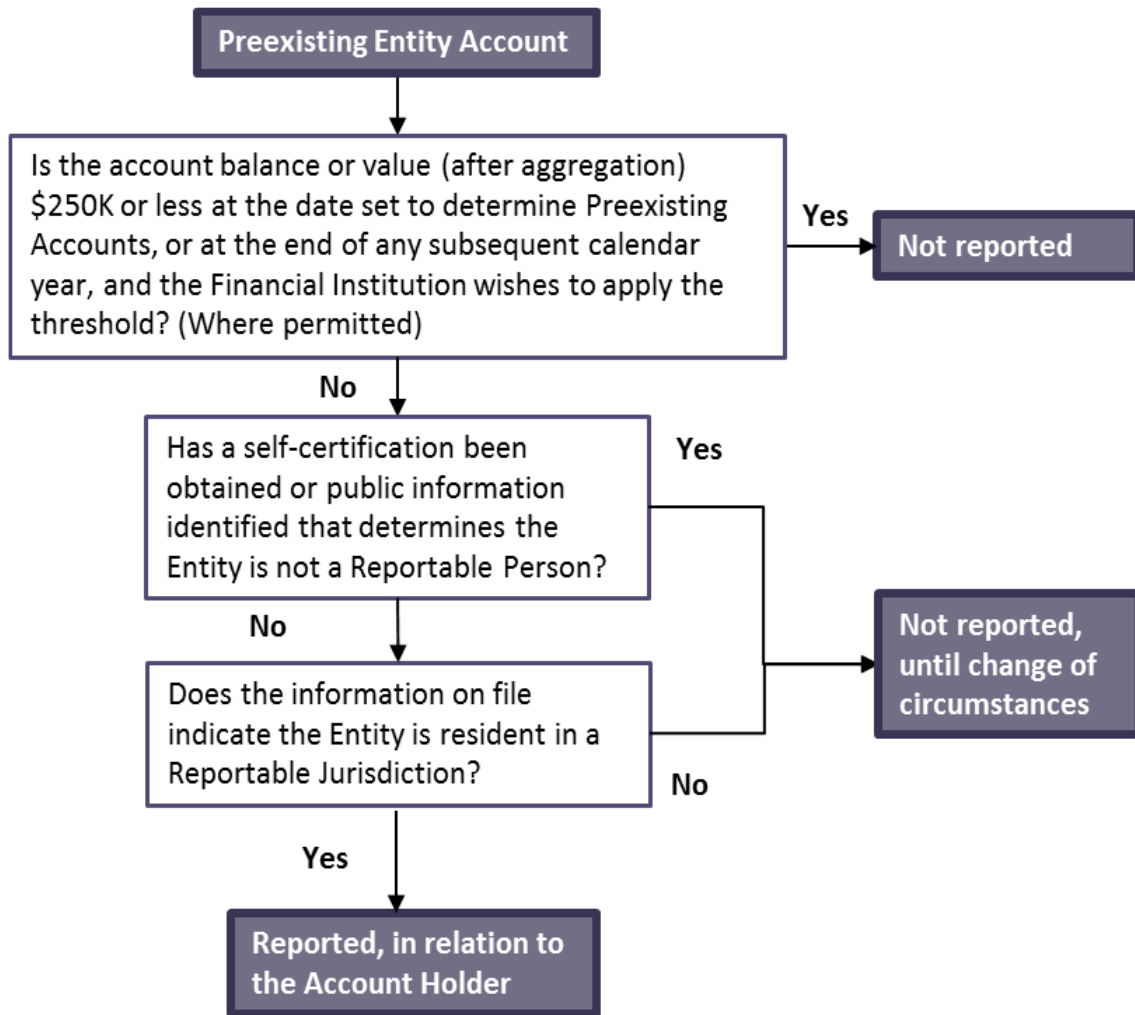 Preexisting Entity Account
Is the account balance or value (after aggregation)
$250K or less at the date set to determine Preexisting
Accounts, or at the end of any subsequent calendar
year, and the Financial Institution wishes to apply the
threshold? (Where permitted)
Yes
Not reported
No
Has a self-certification been
obtained or public information
identified that determines the
Entity is not a Reportable Person?
Yes
No
Not reported,
until change of
circumstances
Does the information on file
indicate the Entity is resident in a
Reportable Jurisdiction?
No
Yes
Reported, in relation to
the Account Holder